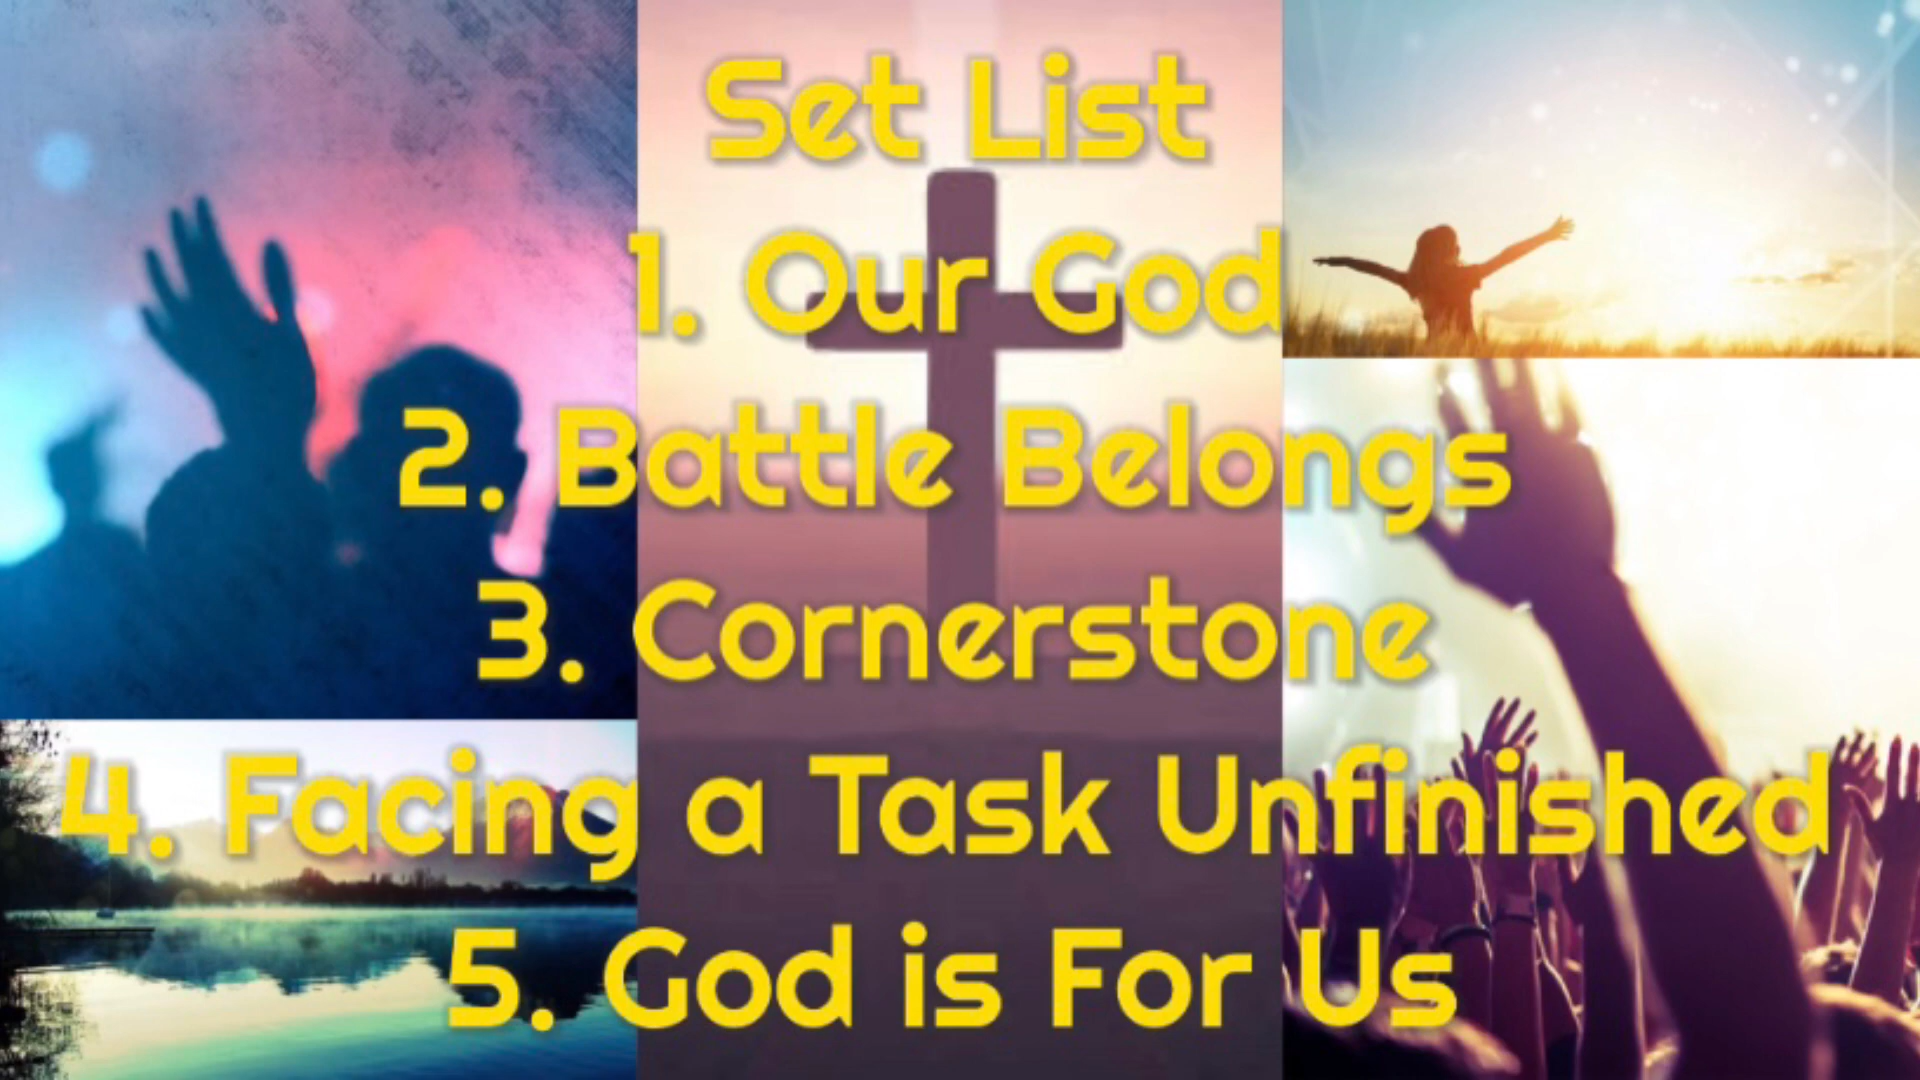 Set List
1. Our God
2. Battle Belongs
3. Cornerstone
4. Facing a Task Unfinished
5. God is For Us